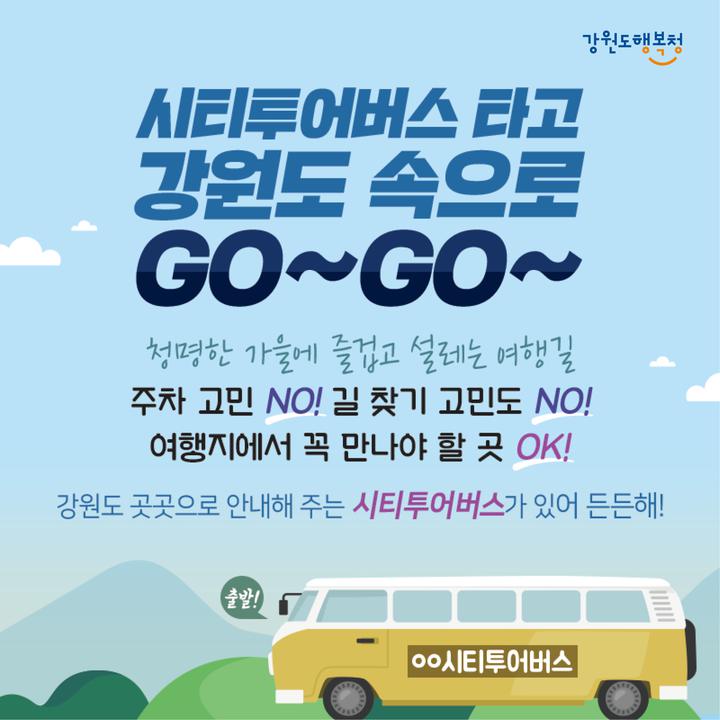 강원도행복청
시티투어버스 타고
강원도 속으로
GO~GO~
청명한 가을에 즐겁고 설레는 여행길
주차 고민 NO! 길 찾기 고민도 NO!
여행지에서 꼭 만나야 할 곳 OK!
강원도 곳곳으로 안내해 주는 시티투어버스가 있어 든든해!
출발!
oo시티투어버스